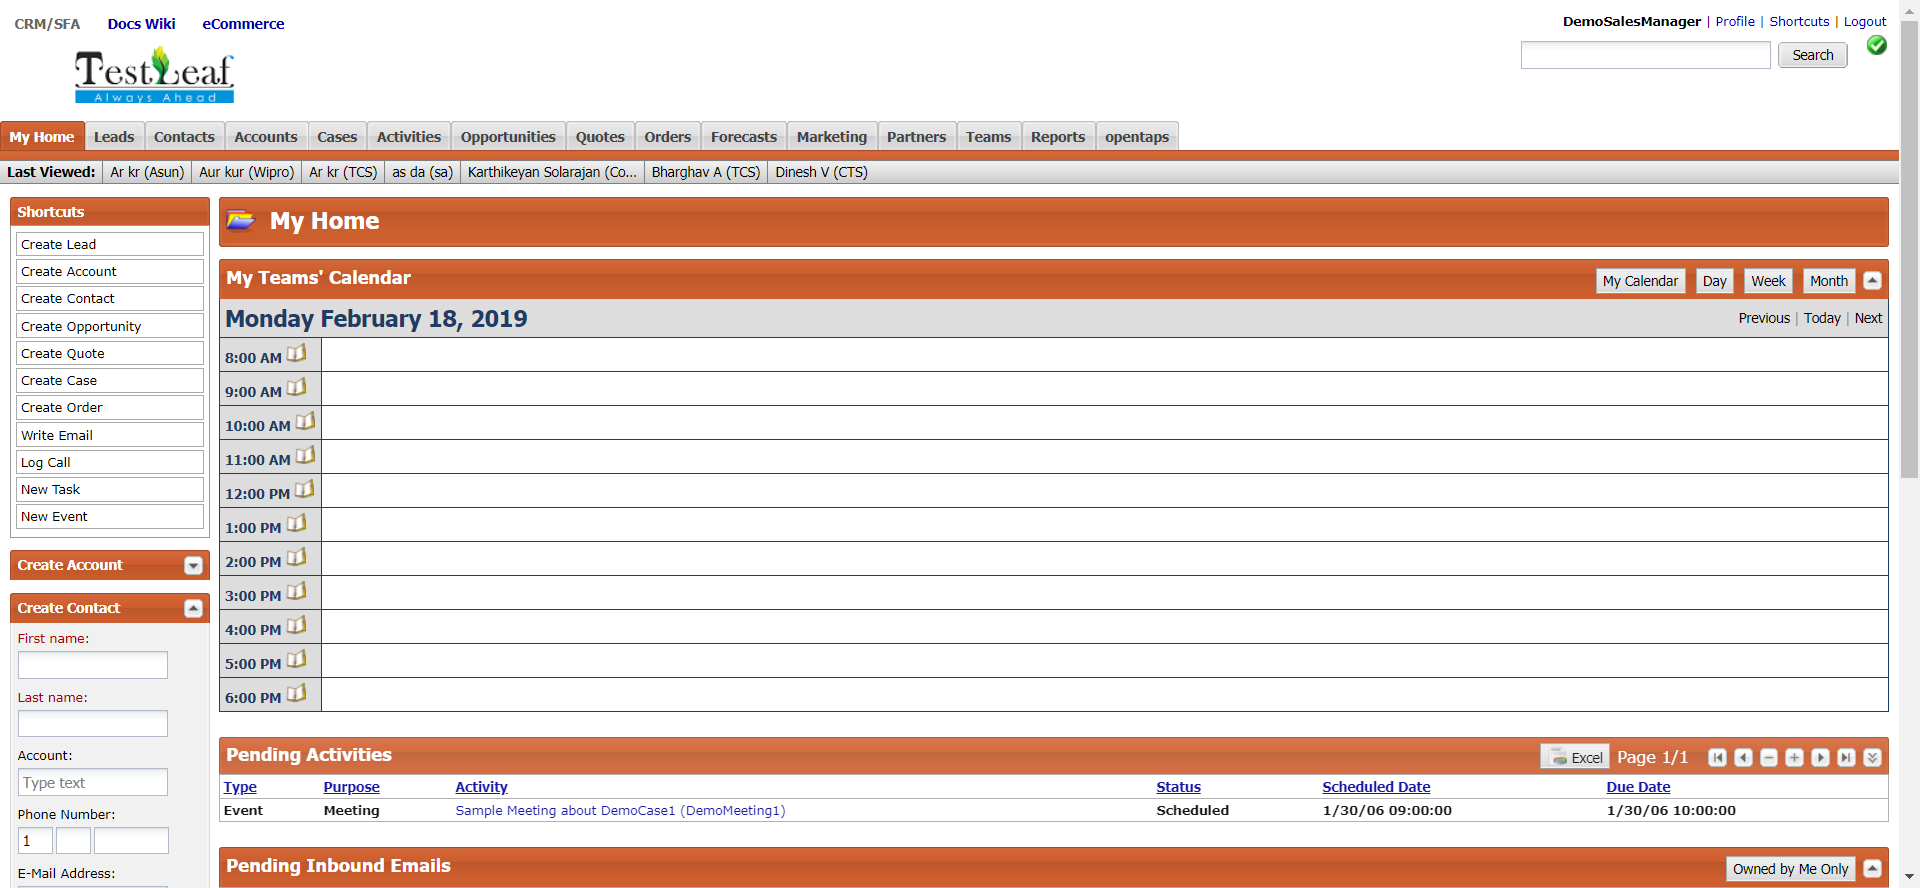 CRM/SFA Docs Wiki eCommerce
DemoSalesManager | Profile | Shortcuts | Logout
Search
TestLeaf
Always Ahead
My Home Leads Contacts Accounts Cases Activities Opportunities Quotes Orders Forecasts Marketing Partners Teams Reports opentaps
Last Viewed: Ar kr (Asun) Aur kur (Wipro) Ar kr (TCS) as da (sa) Karthikeyan Solarajan (Co... Bharghav A (TCS) Dinesh V (CTS)
Shortcuts
Create Lead
Create Account
Create Contact
Create Opportunity
Create Quote
Create Case
Create Order
Write Email
Log Call
New Task
New Event
Create Account
Create Contact
First name:
Last name:
Account:
Type text
Phone Number:
1
E-Mail Address:
My Home
My Teams' Calendar
My Calendar Day Week Month
Monday February 18, 2019
Previous | Today | Next
8:00 AM
9:00 AM
10:00 AM
11:00 AM
12:00 PM
1:00 PM
2:00 PM
3:00 PM
4:00 PM
5:00 PM
6:00 PM
Pending Activities
Excel Page 1/1
Type Purpose Activity Status Scheduled Date Due Date
Event Meeting Sample Meeting about DemoCase1 (DemoMeeting1) Scheduled 1/30/06 09:00:00 1/30/06 10:00:00
Pending Inbound Emails
Owned by Me Only